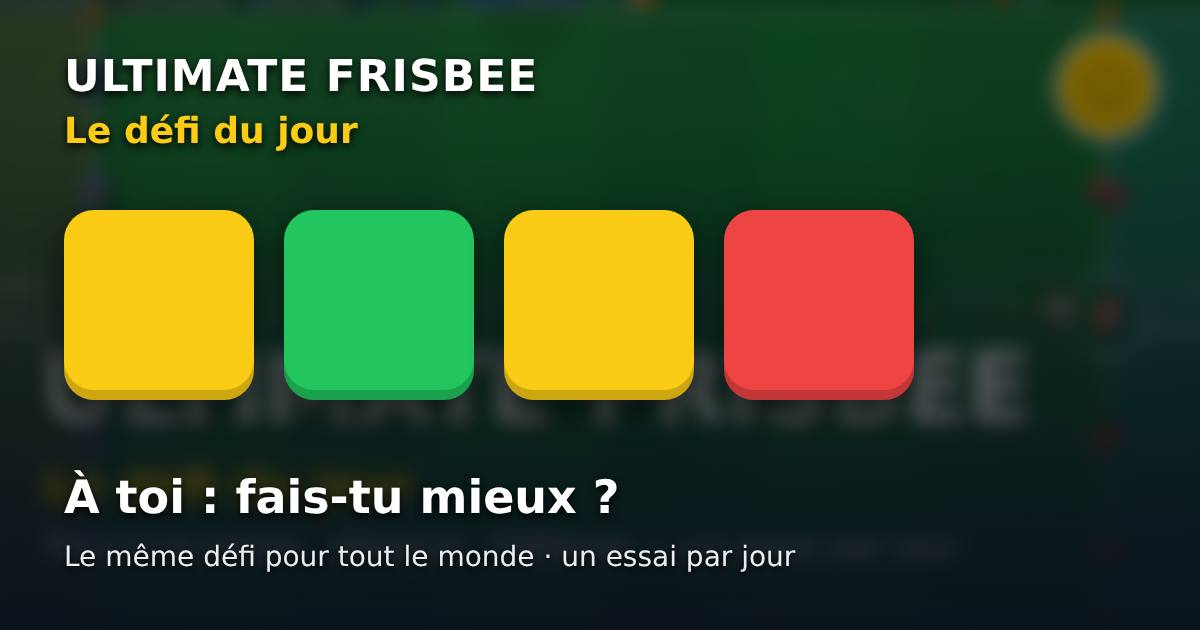 ULTIMATE FRISBEE
Le défi du jour
À toi : fais-tu mieux ?
Le même défi pour tout le monde · un essai par jour